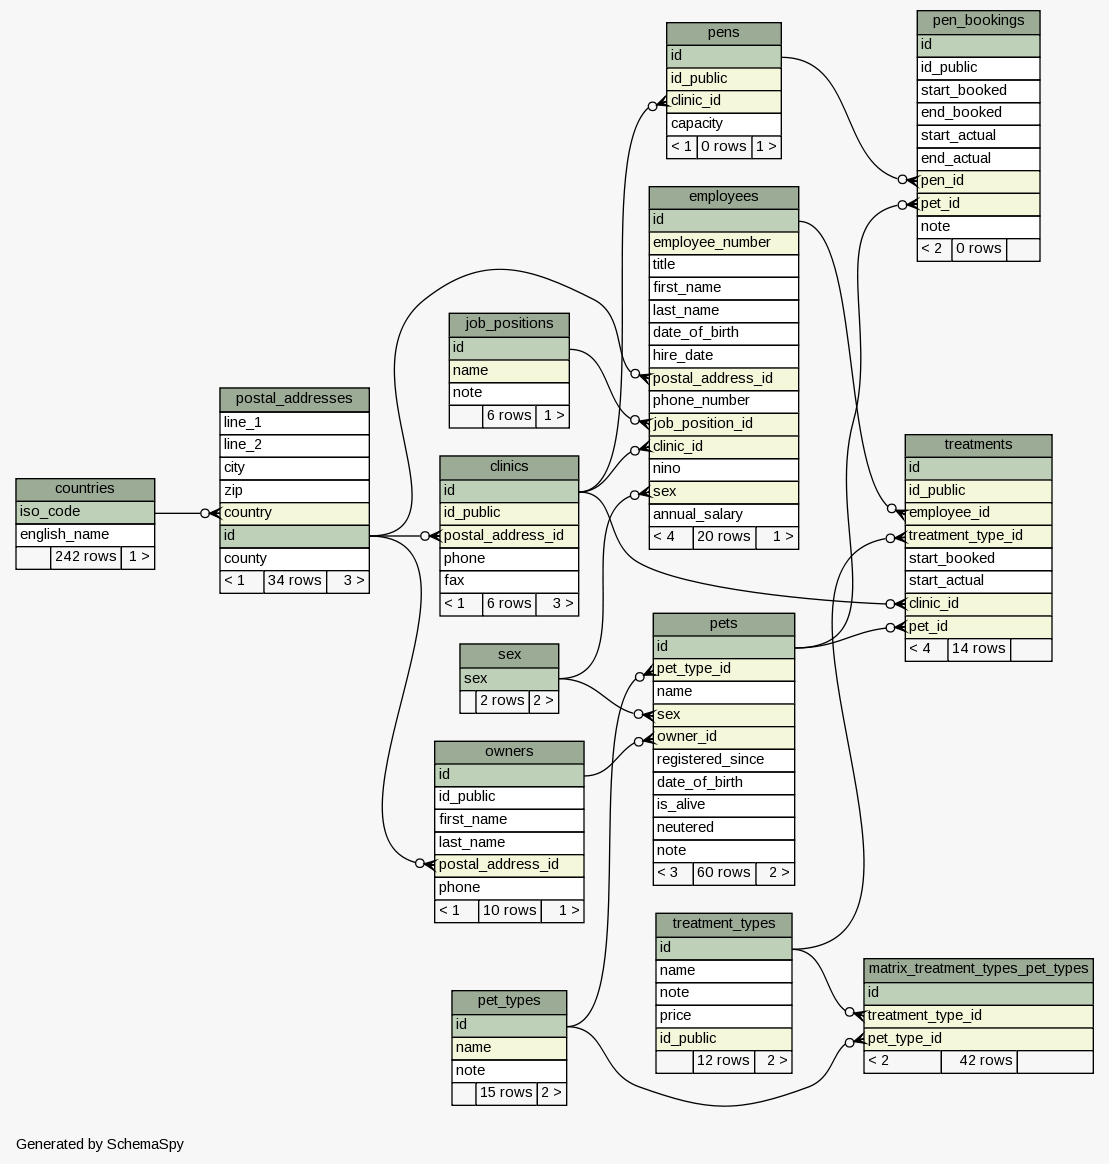 pens
id
id_public
clinic_id
capacity
< 1 0 rows 1 >
pen_bookings
id
id_public
start_booked
end_booked
start_actual
end_actual
pen_id
pet_id
note
< 2 0 rows
employees
id
employee_number
title
first_name
last_name
date_of_birth
hire_date
postal_address_id
phone_number
job_position_id
clinic_id
nino
sex
annual_salary
< 4 20 rows 1 >
job_positions
id
name
note
6 rows 1 >
postal_addresses
line_1
line_2
city
zip
country
id
county
< 1 34 rows 3 >
countries
iso_code
english_name
242 rows 1 >
clinics
id
id_public
postal_address_id
phone
fax
< 1 6 rows 3 >
treatments
id
id_public
employee_id
treatment_type_id
start_booked
start_actual
clinic_id
pet_id
< 4 14 rows
sex
sex
2 rows 2 >
pets
id
pet_type_id
name
sex
owner_id
registered_since
date_of_birth
is_alive
neutered
note
< 3 60 rows 2 >
owners
id
id_public
first_name
last_name
postal_address_id
phone
< 1 10 rows 1 >
treatment_types
id
name
note
price
id_public
12 rows 2 >
matrix_treatment_types_pet_types
id
treatment_type_id
pet_type_id
< 2 42 rows
pet_types
id
name
note
15 rows 2 >
Generated by SchemaSpy